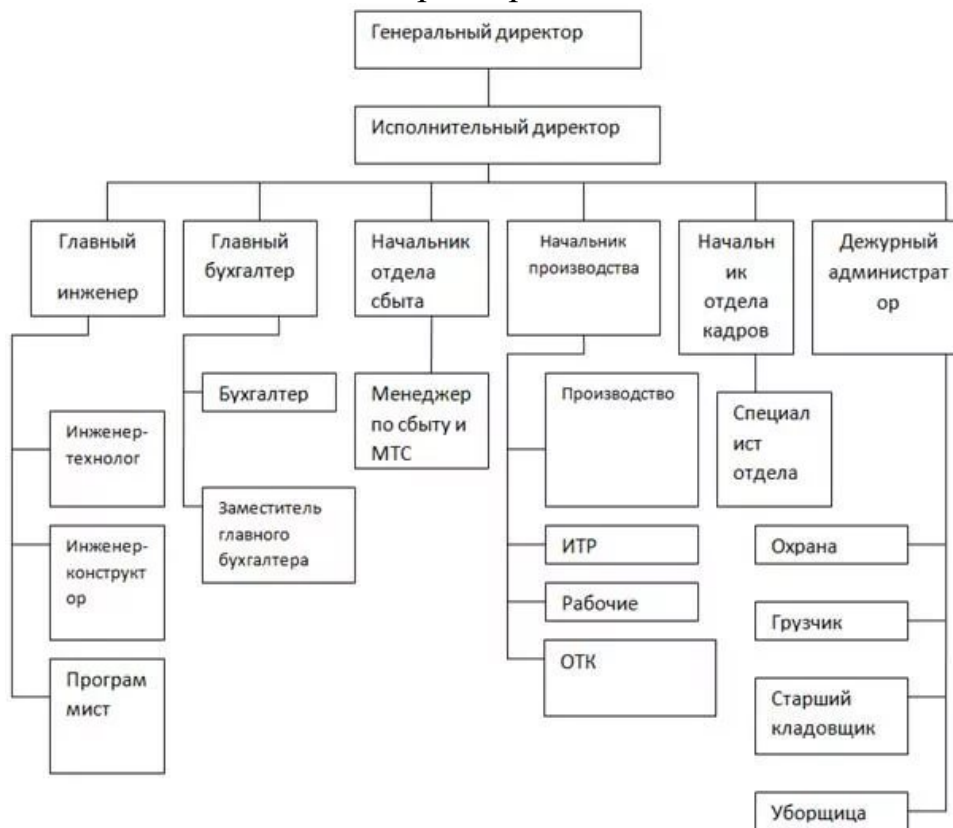 Генеральный директор
Исполнительный директор
Главный
инженер
Главный
бухгалтер
Начальник
отдела
сбыта
Начальник
производства
Начальн
ик
отдела
кадров
Дежурный
администрат
ор
Инженер-
технолог
Инженер-
конструкт
ор
Програм
мист
Бухгалтер
Заместитель
главного
бухгалтера
Менеджер
по сбыту и
МТС
Производство
ИТР
Рабочие
ОТК
Специал
ист
отдела
Охрана
Грузчик
Старший
кладовщик
Уборщица